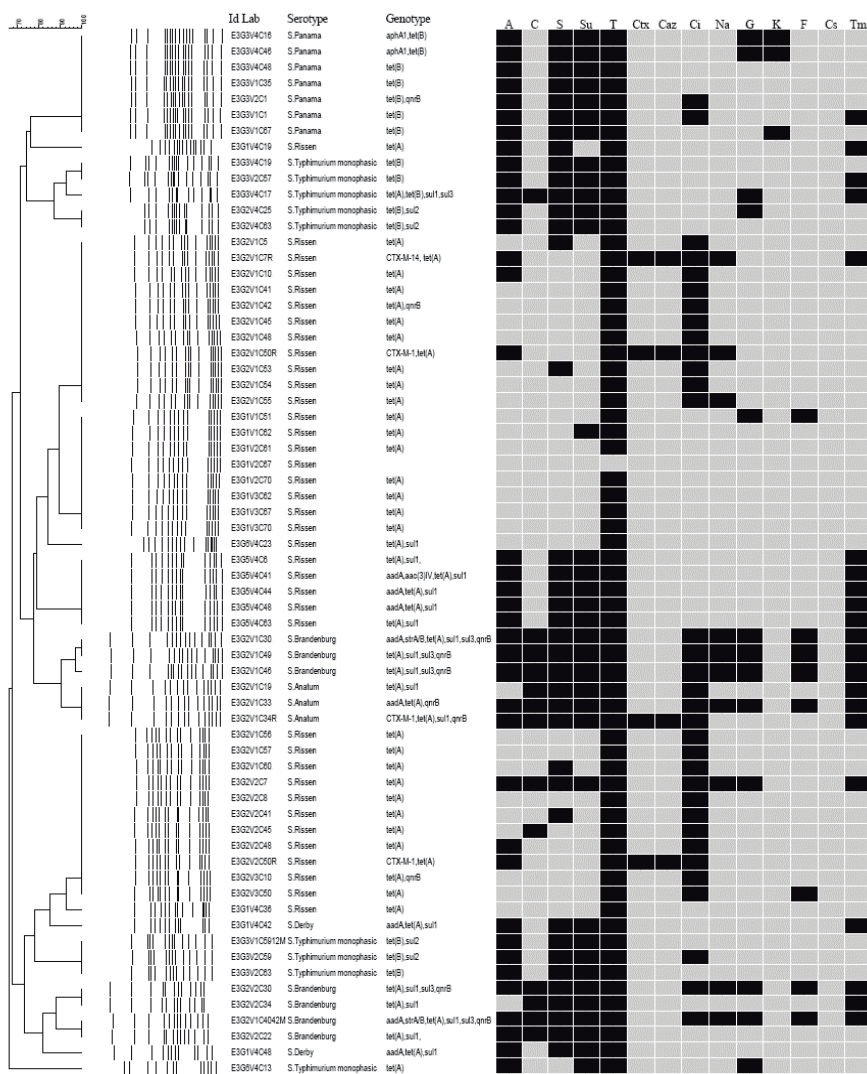 70 80 90 100
Id Lab Serotype Genotype A C S Su T Ctx Caz Ci Na G K F Cs Tm
E3G3V4C16 S.Panama aphA1,tet(B)
E3G3V4C46 S.Panama aphA1,tet(B)
E3G3V4C48 S.Panama tet(B)
E3G3V1C35 S.Panama tet(B)
E3G3V2C1 S.Panama tet(B),qnrB
E3G3V1C1 S.Panama tet(B)
E3G3V1C67 S.Panama tet(B)
E3G1V4C19 S.Rissen tet(A)
E3G3V4C19 S.Typhimurium monophasic tet(B)
E3G3V2C57 S.Typhimurium monophasic tet(B)
E3G3V4C17 S.Typhimurium monophasic tet(A),tet(B),sul1,sul3
E3G2V4C25 S.Typhimurium monophasic tet(B),sul2
E3G2V4C63 S.Typhimurium monophasic tet(B),sul2
E3G2V1C5 S.Rissen tet(A)
E3G2V1C7R S.Rissen CTX-M-14, tet(A)
E3G2V1C10 S.Rissen tet(A)
E3G2V1C41 S.Rissen tet(A)
E3G2V1C42 S.Rissen tet(A),qnrB
E3G2V1C45 S.Rissen tet(A)
E3G2V1C48 S.Rissen tet(A)
E3G2V1C50R S.Rissen CTX-M-1,tet(A)
E3G2V1C53 S.Rissen tet(A)
E3G2V1C54 S.Rissen tet(A)
E3G2V1C55 S.Rissen tet(A)
E3G1V1C51 S.Rissen tet(A)
E3G1V1C62 S.Rissen tet(A)
E3G1V2C61 S.Rissen tet(A)
E3G1V2C67 S.Rissen
E3G1V2C70 S.Rissen tet(A)
E3G1V3C62 S.Rissen tet(A)
E3G1V3C67 S.Rissen tet(A)
E3G1V3C70 S.Rissen tet(A)
E3G6V4C23 S.Rissen tet(A),sul1
E3G5V4C6 S.Rissen tet(A),sul1,
E3G5V4C41 S.Rissen aadA,aac(3)IV,tet(A),sul1
E3G5V4C44 S.Rissen aadA,tet(A),sul1
E3G5V4C48 S.Rissen aadA,tet(A),sul1
E3G5V4C63 S.Rissen tet(A),sul1
E3G2V1C30 S.Brandenburg aadA,strA/B,tet(A),sul1,sul3,qnrB
E3G2V1C49 S.Brandenburg tet(A),sul1,sul3,qnrB
E3G2V1C46 S.Brandenburg tet(A),sul1,sul3,qnrB
E3G2V1C19 S.Anatum tet(A),sul1
E3G2V1C33 S.Anatum aadA,tet(A),qnrB
E3G2V1C34R S.Anatum CTX-M-1,tet(A),sul1,qnrB
E3G2V1C56 S.Rissen tet(A)
E3G2V1C57 S.Rissen tet(A)
E3G2V1C60 S.Rissen tet(A)
E3G2V2C7 S.Rissen tet(A)
E3G2V2C8 S.Rissen tet(A)
E3G2V2C41 S.Rissen tet(A)
E3G2V2C45 S.Rissen tet(A)
E3G2V2C48 S.Rissen tet(A)
E3G2V2C50R S.Rissen CTX-M-1,tet(A)
E3G2V3C10 S.Rissen tet(A),qnrB
E3G2V3C50 S.Rissen tet(A)
E3G1V4C36 S.Rissen tet(A)
E3G1V4C42 S.Derby aadA,tet(A),sul1
E3G3V1C5912M S.Typhimurium monophasic tet(B),sul2
E3G3V2C59 S.Typhimurium monophasic tet(B),sul2
E3G3V2C63 S.Typhimurium monophasic tet(B)
E3G2V2C30 S.Brandenburg tet(A),sul1,sul3,qnrB
E3G2V2C34 S.Brandenburg tet(A),sul1
E3G2V1C4042M S.Brandenburg aadA,strA/B,tet(A),sul1,sul3,qnrB
E3G2V2C22 S.Brandenburg tet(A),sul1,
E3G1V4C48 S.Derby aadA,tet(A),sul1
E3G6V4C13 S.Typhimurium monophasic tet(A)